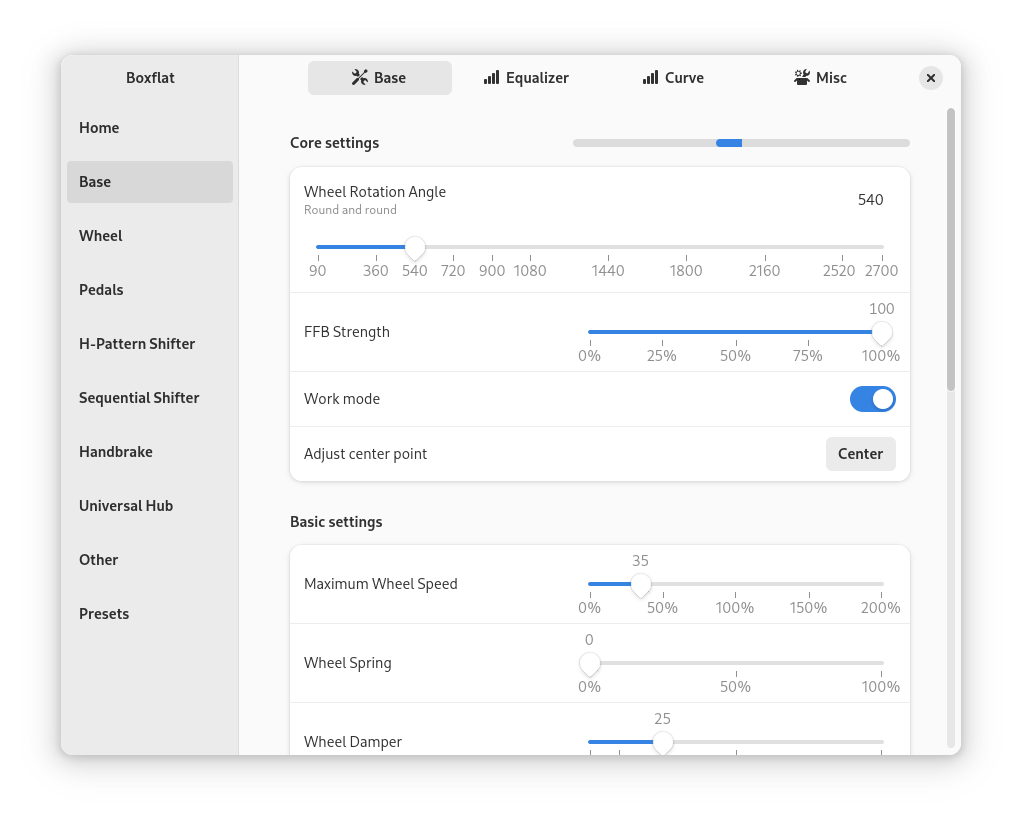 Boxflat
Base
Equalizer
Curve
Misc
Home
Base
Wheel
Pedals
H-Pattern Shifter
Sequential Shifter
Handbrake
Universal Hub
Other
Presets
Core settings
Wheel Rotation Angle
Round and round
540
90 360 540 720 900 1080 1440 1800 2160 2520 2700
FFB Strength
100
0% 25% 50% 75% 100%
Work mode
Adjust center point
Center
Basic settings
Maximum Wheel Speed
35
0% 50% 100% 150% 200%
Wheel Spring
0
0% 50% 100%
Wheel Damper
25